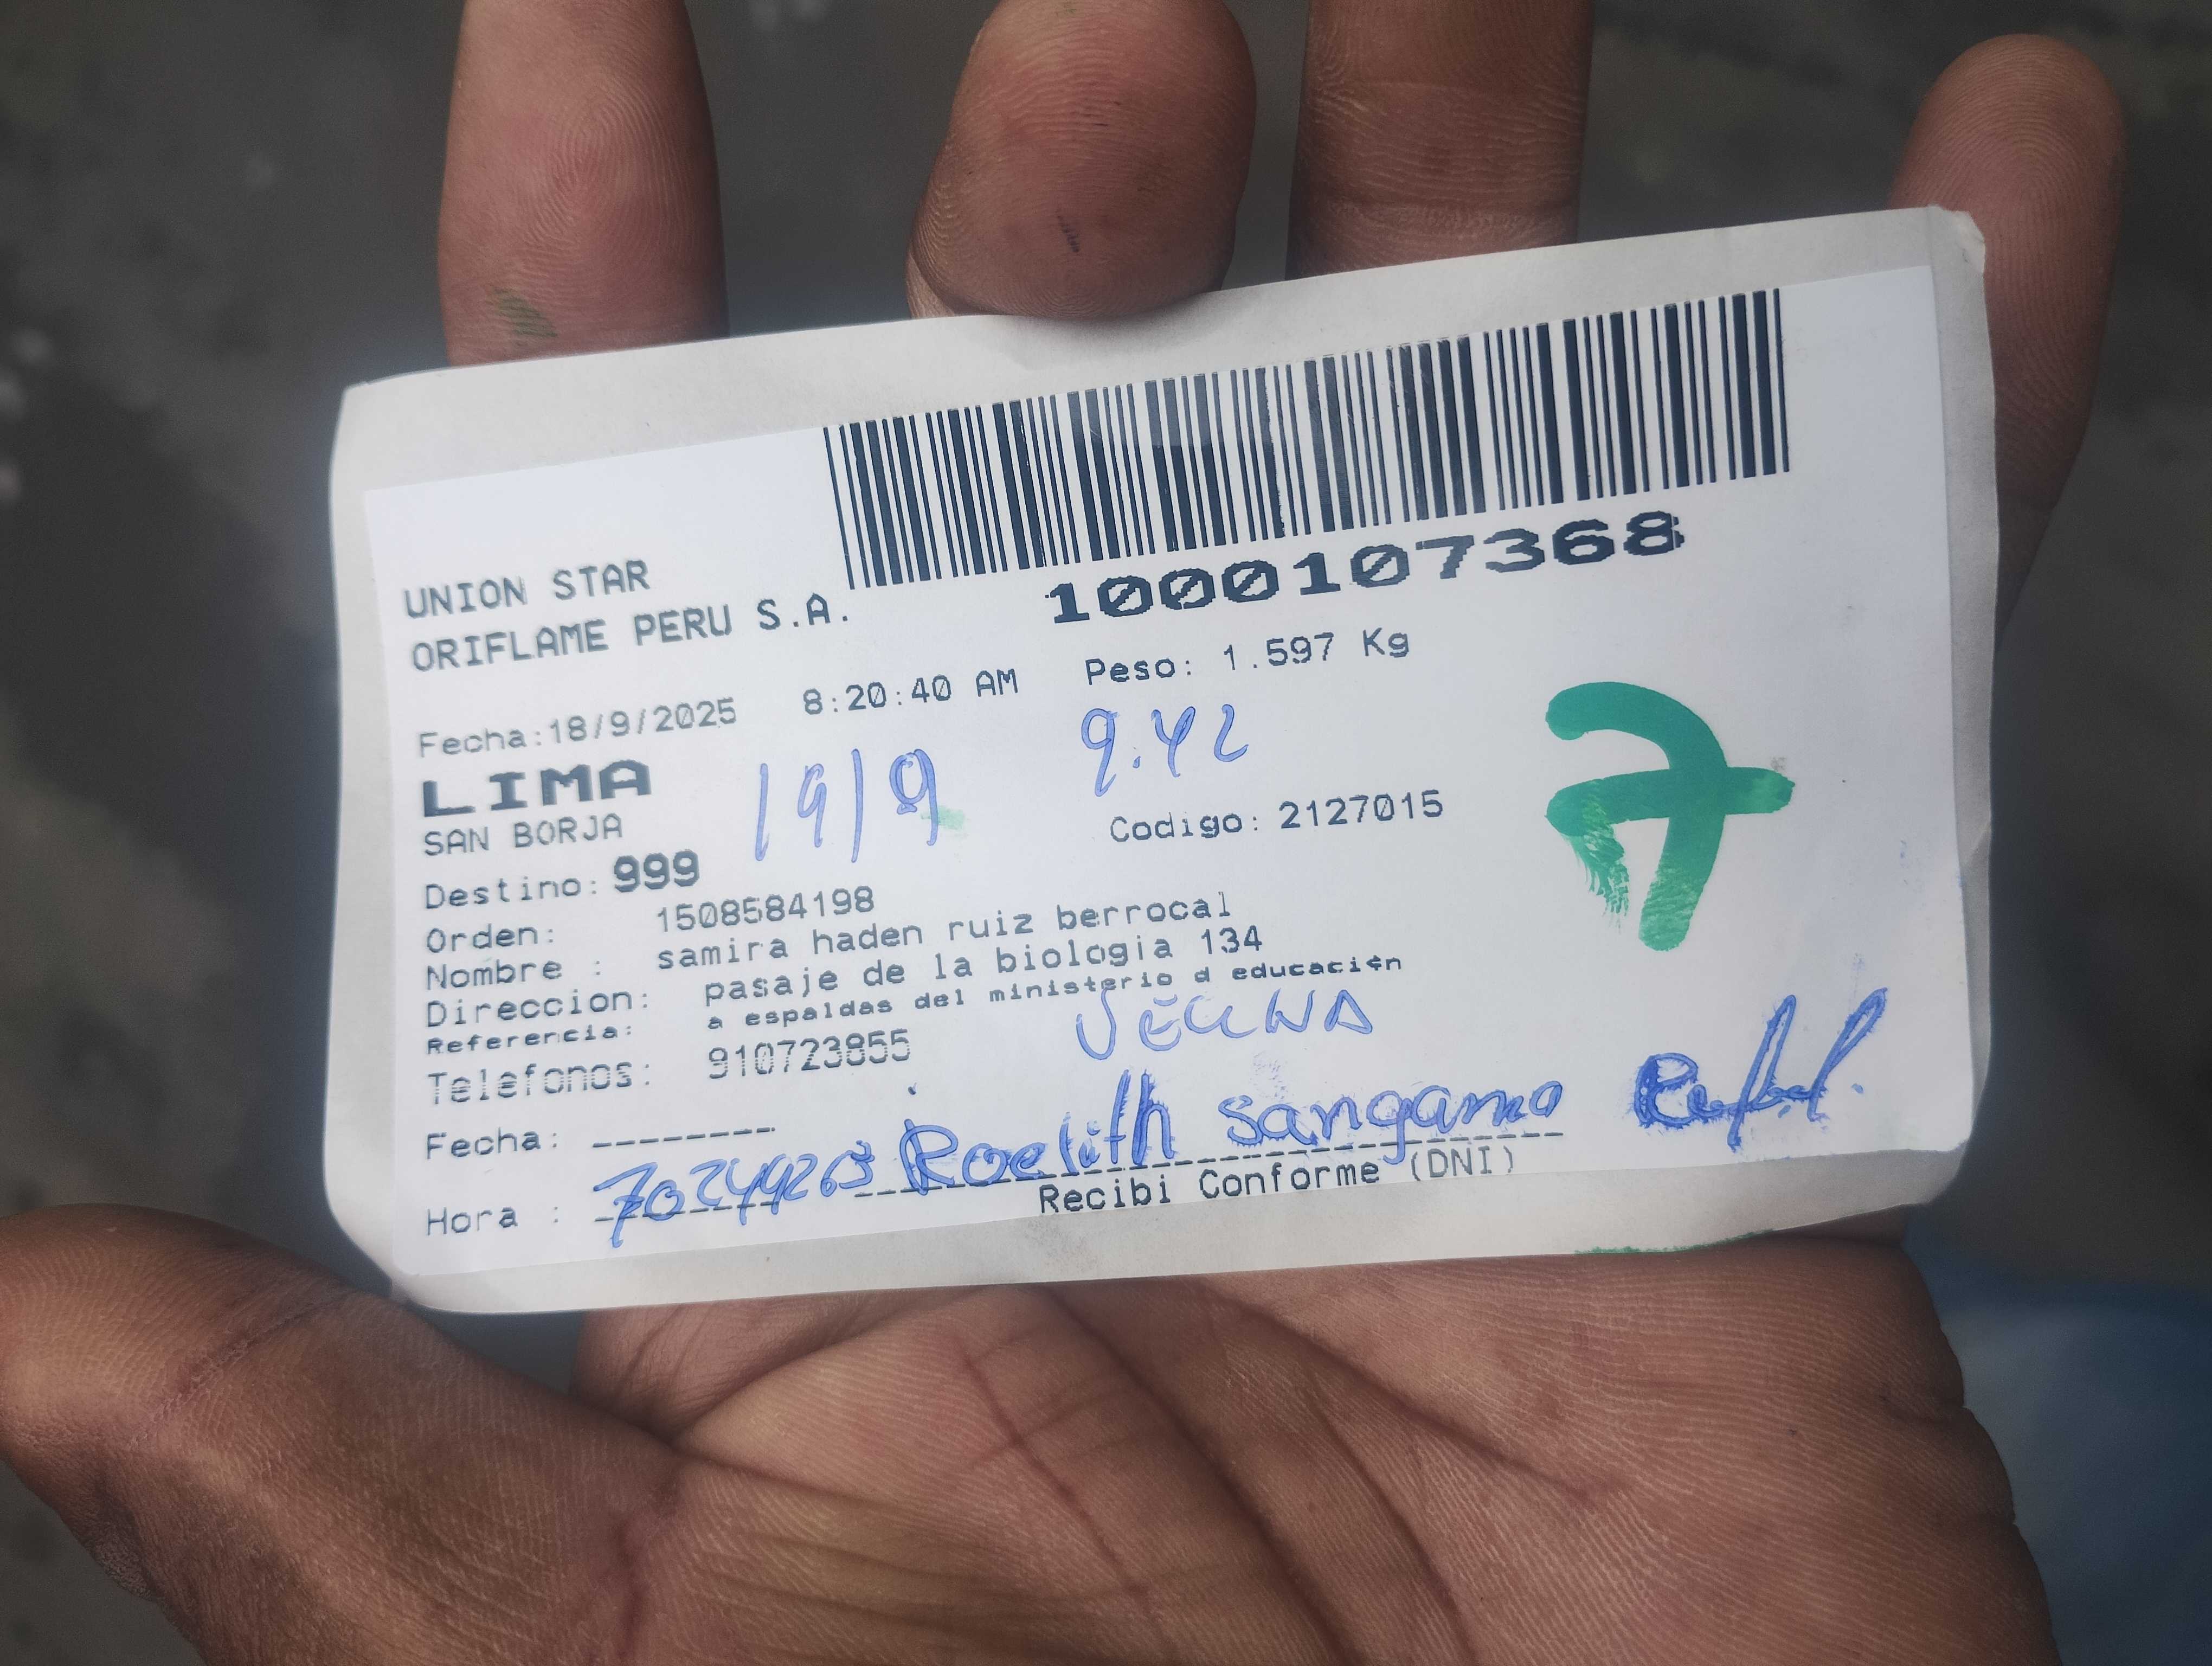 1000107368
UNION STAR
ORIFLAME PERU S.A.
Fecha:18/9/2025 8:20:40 AM Peso: 1.597 Kg
LIMA 19/9 9.42
SAN BORJA
Destino: 999 Codigo: 2127015
7
Orden: 1508584198
Nombre : samira haden ruiz berrocal
Direccion: pasaje de la biologia 134
Referencia: a espaldas del ministerio d educaci¢n
Telefonos: 910723855
Fecha: --------
Roelith Sangama
Hora :
Recibi Conforme (DNI)